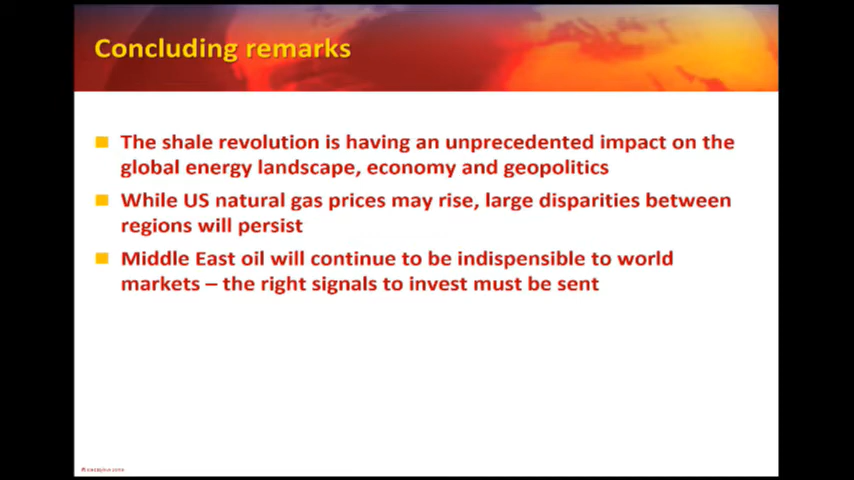 Concluding remarks
The shale revolution is having an unprecedented impact on the
global energy landscape, economy and geopolitics
While US natural gas prices may rise, large disparities between
regions will persist
Middle East oil will continue to be indispensible to world
markets – the right signals to invest must be sent